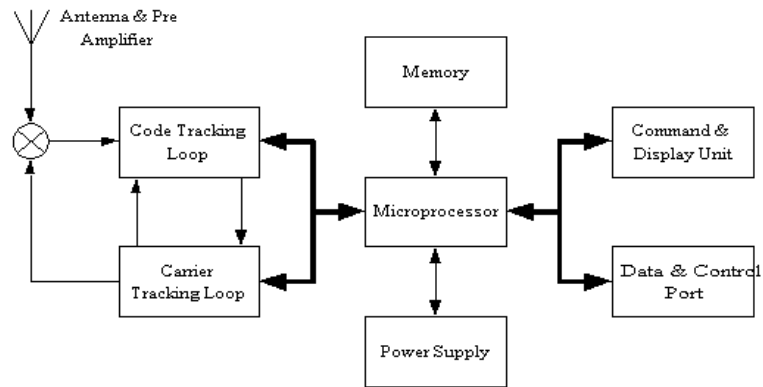 Antenna & Pre
Amplifier
Memory
Code Tracking
Loop
Command &
Display Unit
Microprocessor
Carrier
Tracking Loop
Data & Control
Port
Power Supply